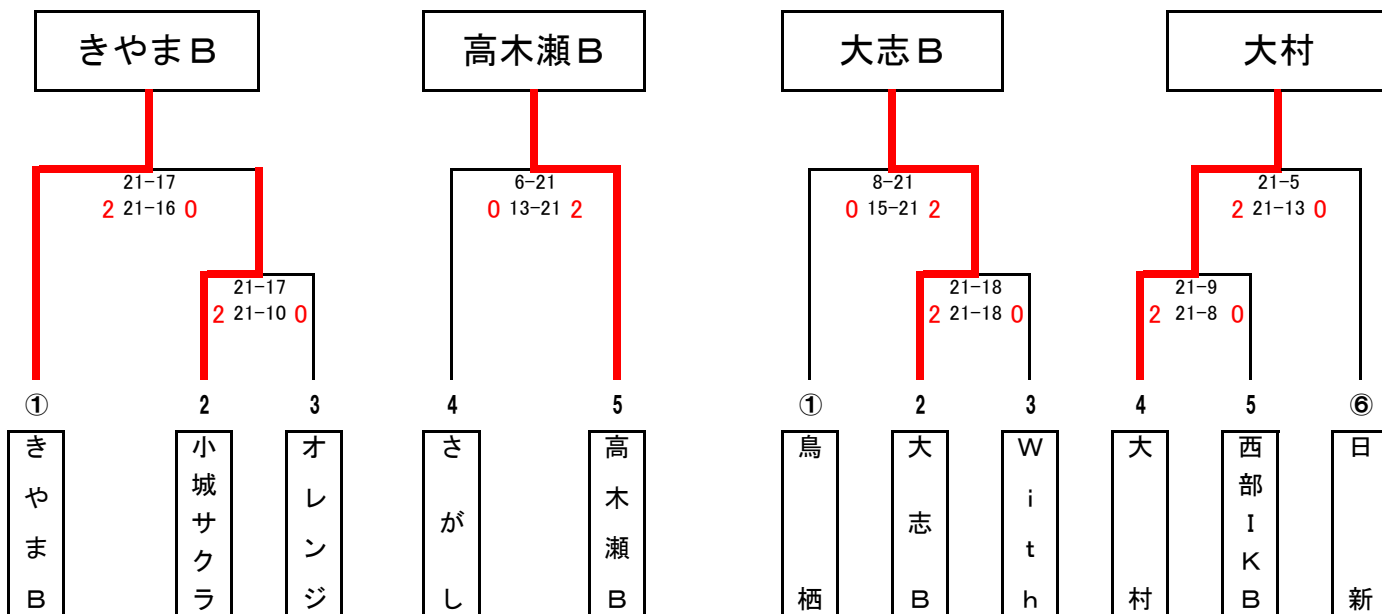 きやまB
高木瀬B
大志B
大村
21-17
2 21-16 0
6-21
0 13-21 2
8-21
0 15-21 2
21-5
2 21-13 0
21-17
2 21-10 0
21-18
2 21-18 0
21-9
2 21-8 0
① 2 3 4 5 ① 2 3 4 5 ⑥
きやまB
小城サクラ
オレンジ
さがし
高木瀬B
鳥栖
大志B
With
大村
西部IKB
日新